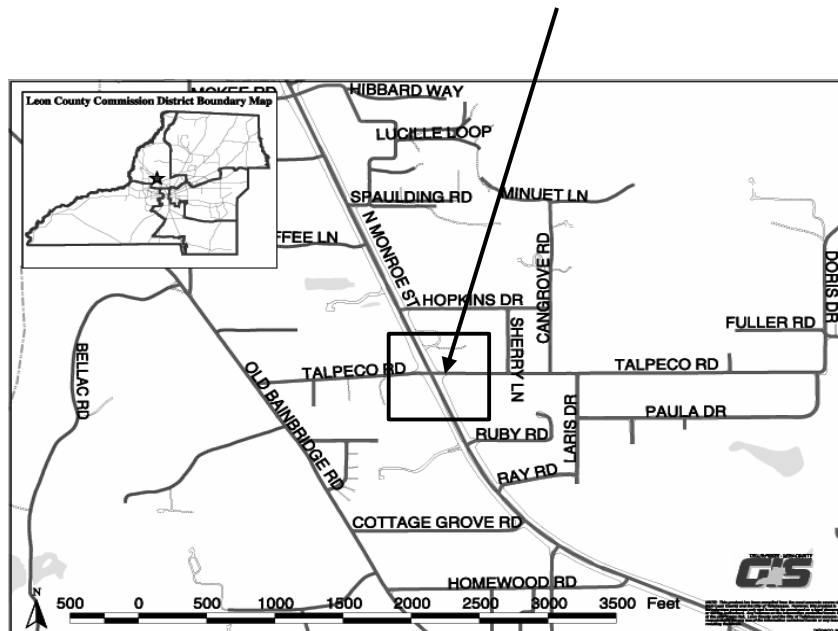 HIBBARD WAY
Leon County Commission District Boundary Map
LUCILLE LOOP
SPAULDING RD
MINUET LN
N MONROE ST
CANGROVE RD
DORIS DR
HOPKINS DR
SHERRY LN
FULLER RD
BELLAC RD
TALPECO RD
TALPECO RD
OLD BAINBRIDGE RD
LARIS DR
PAULA DR
RUBY RD
RAY RD
COTTAGE GROVE RD
GIS
HOMEWOOD RD
N
500 0 500 1000 1500 2000 2500 3000 3500 Feet